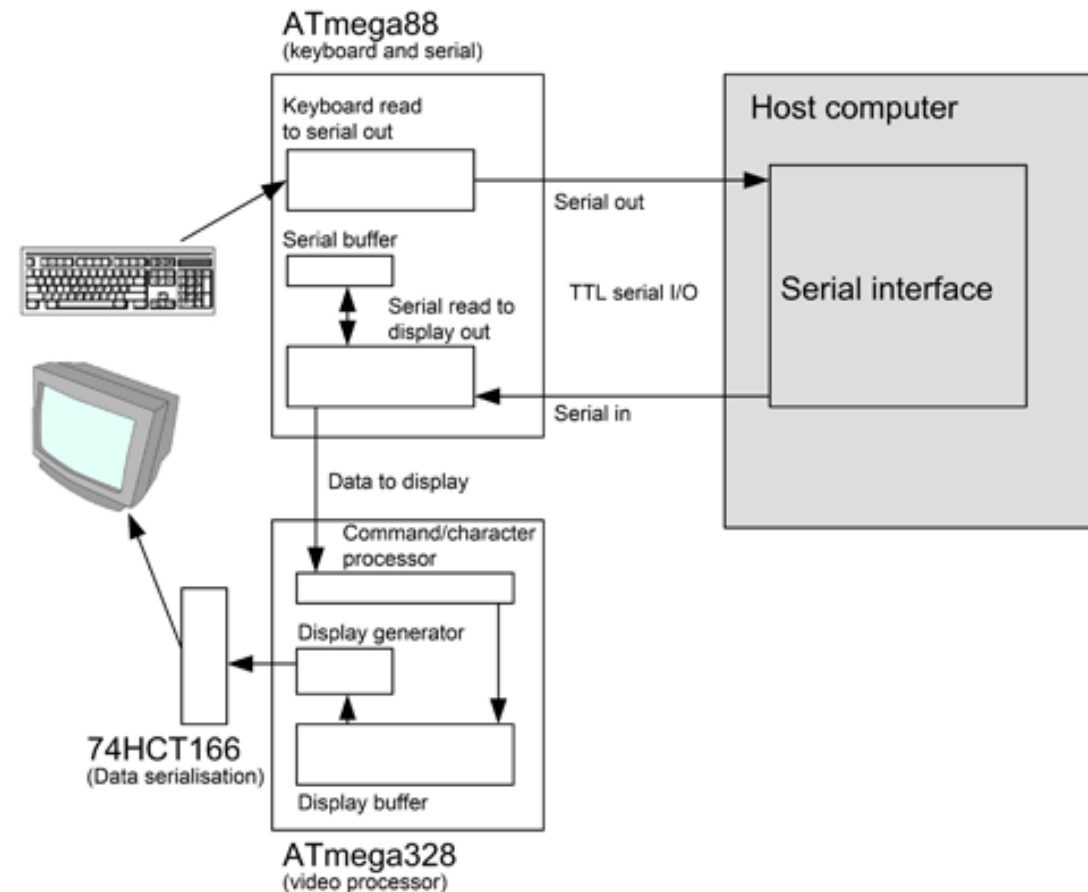 ATmega88
(keyboard and serial)
Keyboard read
to serial out
Serial buffer
Serial read to
display out
Serial out
TTL serial I/O
Serial in
Host computer
Serial interface
Data to display
Command/character
processor
Display generator
Display buffer
74HCT166
(Data serialisation)
ATmega328
(video processor)